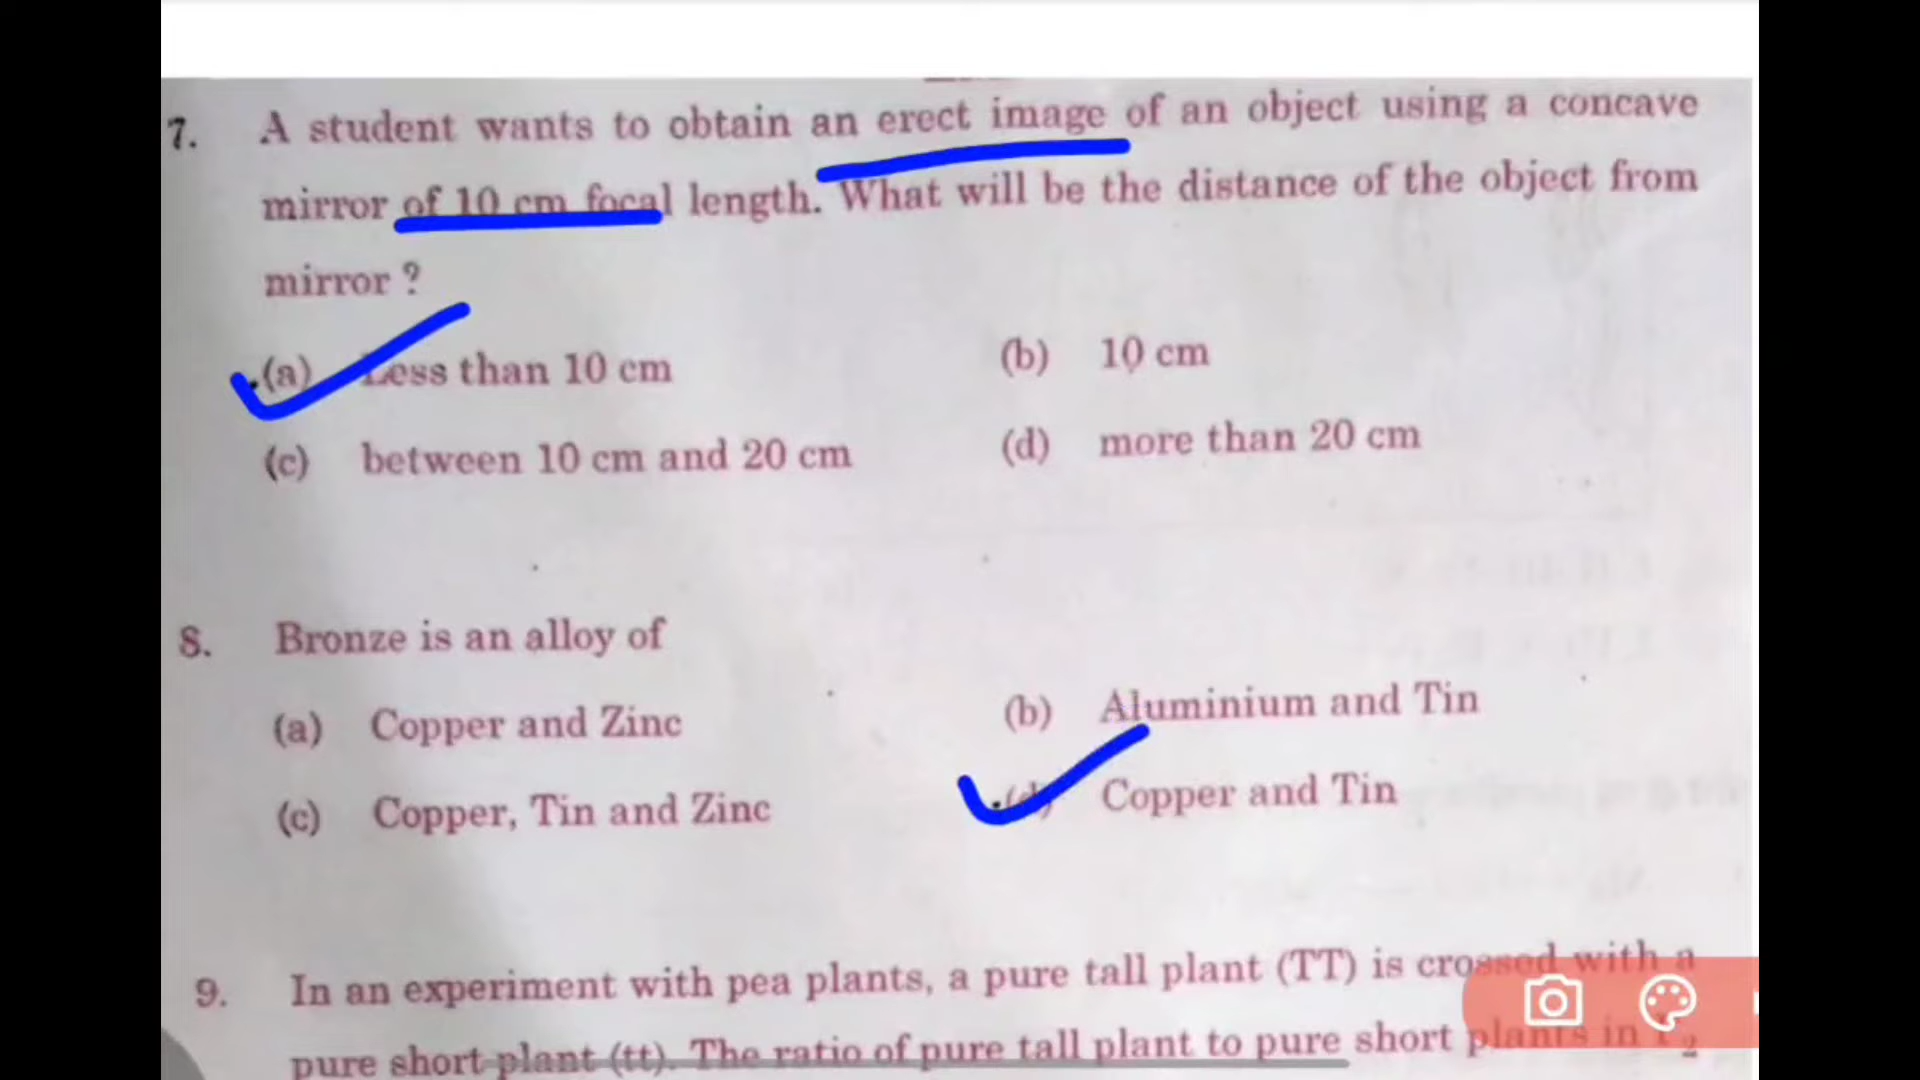 7. A student wants to obtain an erect image of an object using a concave
mirror of 10 cm focal length. What will be the distance of the object from
mirror ?
(a) Less than 10 cm
(b) 10 cm
(c) between 10 cm and 20 cm
(d) more than 20 cm
8. Bronze is an alloy of
(a) Copper and Zinc
(b) Aluminium and Tin
(c) Copper, Tin and Zinc
(d) Copper and Tin
9. In an experiment with pea plants, a pure tall plant (TT) is crossed with a
pure short plant (tt). The ratio of pure tall plant to pure short plants in F2